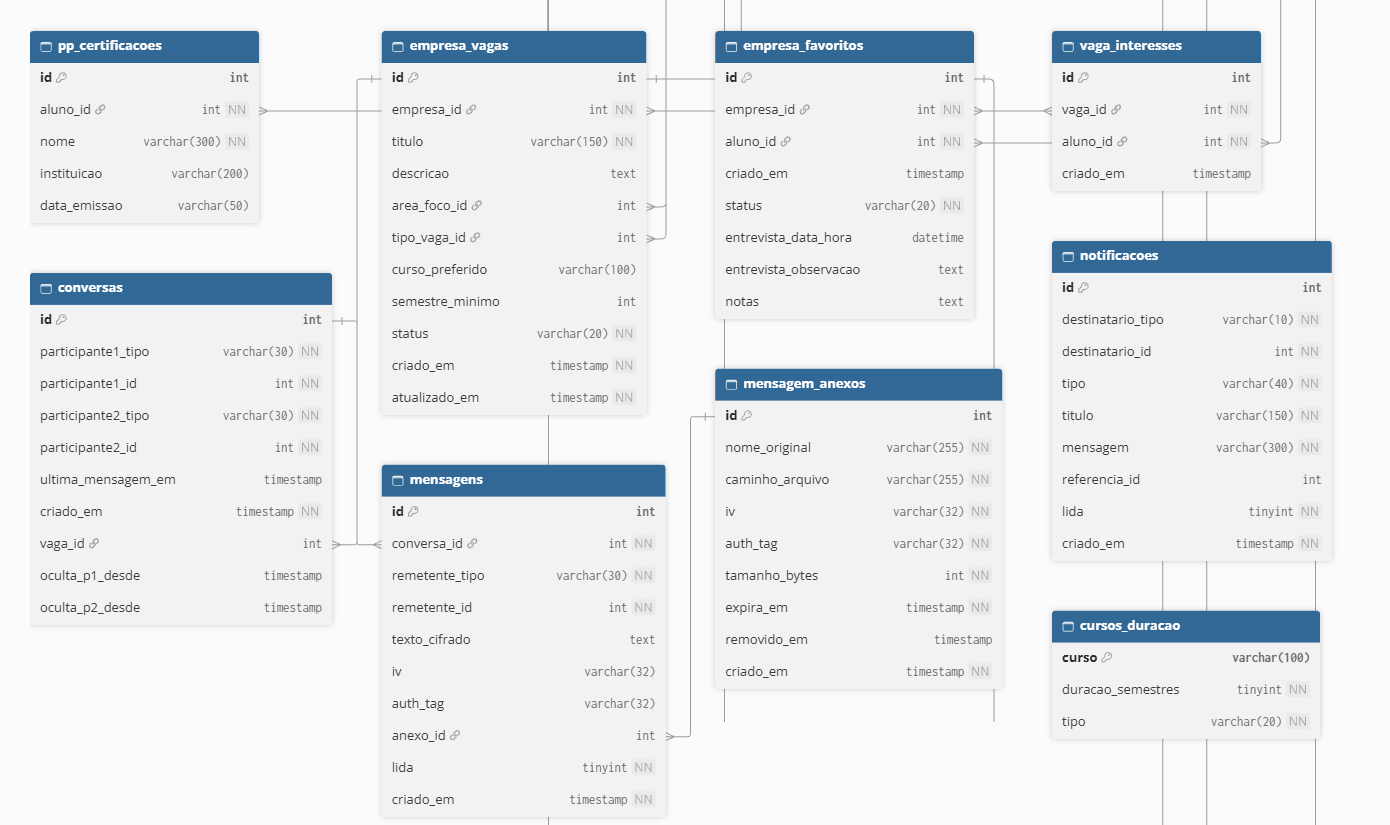 pp_certificacoes
id int
aluno_id int NN
nome varchar(300) NN
instituicao varchar(200)
data_emissao varchar(50)
conversas
id int
participante1_tipo varchar(30) NN
participante1_id int NN
participante2_tipo varchar(30) NN
participante2_id int NN
ultima_mensagem_em timestamp
criado_em timestamp NN
vaga_id int
oculta_p1_desde timestamp
oculta_p2_desde timestamp
empresa_vagas
id int
empresa_id int NN
titulo varchar(150) NN
descricao text
area_foco_id int
tipo_vaga_id int
curso_preferido varchar(100)
semestre_minimo int
status varchar(20) NN
criado_em timestamp NN
atualizado_em timestamp NN
mensagens
id int
conversa_id int NN
remetente_tipo varchar(30) NN
remetente_id int NN
texto_cifrado text
iv varchar(32)
auth_tag varchar(32)
anexo_id int
lida tinyint NN
criado_em timestamp NN
empresa_favoritos
id int
empresa_id int NN
aluno_id int NN
criado_em timestamp
status varchar(20) NN
entrevista_data_hora datetime
entrevista_observacao text
notas text
mensagem_anexos
id int
nome_original varchar(255) NN
caminho_arquivo varchar(255) NN
iv varchar(32) NN
auth_tag varchar(32) NN
tamanho_bytes int NN
expira_em timestamp NN
removido_em timestamp
criado_em timestamp NN
vaga_interesses
id int
vaga_id int NN
aluno_id int NN
criado_em timestamp
notificacoes
id int
destinatario_tipo varchar(10) NN
destinatario_id int NN
tipo varchar(40) NN
titulo varchar(150) NN
mensagem varchar(300) NN
referencia_id int
lida tinyint NN
criado_em timestamp NN
cursos_duracao
curso varchar(100)
duracao_semestres tinyint NN
tipo varchar(20) NN